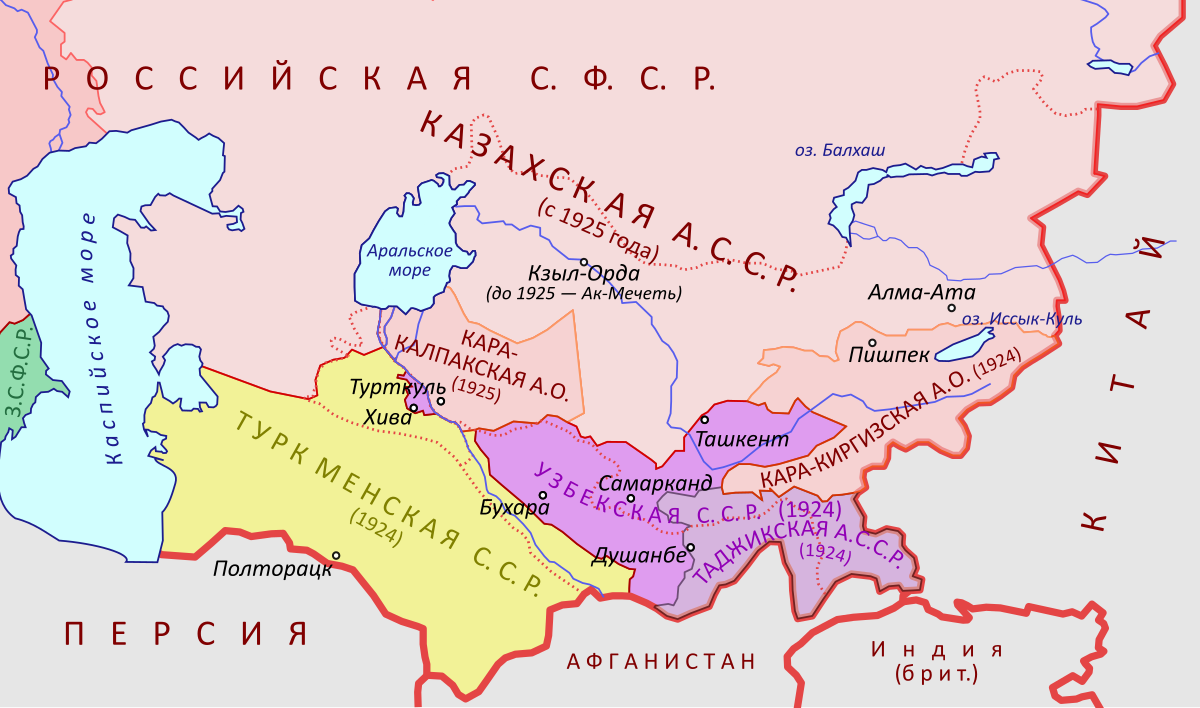 РОССИЙСКАЯ С. Ф. С. Р.
КАЗАХСКАЯ А. С. С. Р.
(с 1925 года)
оз. Балхаш
Каспийское море
Аральское
море
Кзыл-Орда
(до 1925 — Ак-Мечеть)
Алма-Ата
оз. Иссык-Куль
Пишпек
КИТАЙ
З.С.Ф.С.Р.
КАРА-
КАЛПАКСКАЯ А.О.
(1925)
Турткуль
Хива
КАРА-КИРГИЗСКАЯ А.О. (1924)
Ташкент
ТУРКМЕНСКАЯ С. С. Р.
(1924)
УЗБЕКСКАЯ С. С. Р. (1924)
Самарканд
Бухара
Душанбе
ТАДЖИКСКАЯ А.С.С.Р.
(1924)
Полторацк
ПЕРСИЯ
АФГАНИСТАН
Индия
(брит.)